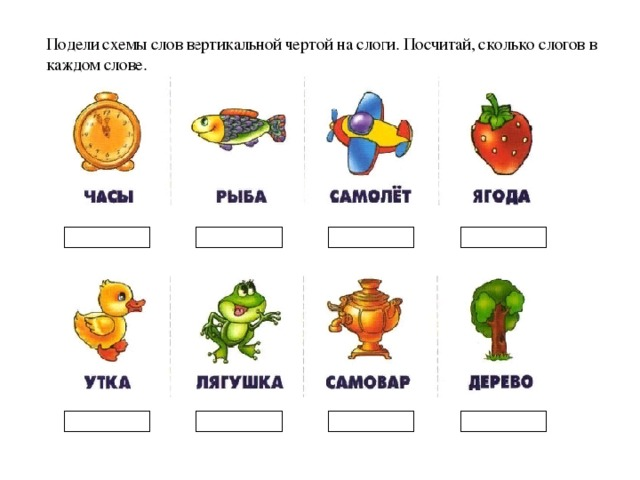 Подели схемы слов вертикальной чертой на слоги. Посчитай, сколько слогов в
каждом слове.
ЧАСЫ РЫБА САМОЛЁТ ЯГОДА
УТКА ЛЯГУШКА САМОВАР ДЕРЕВО